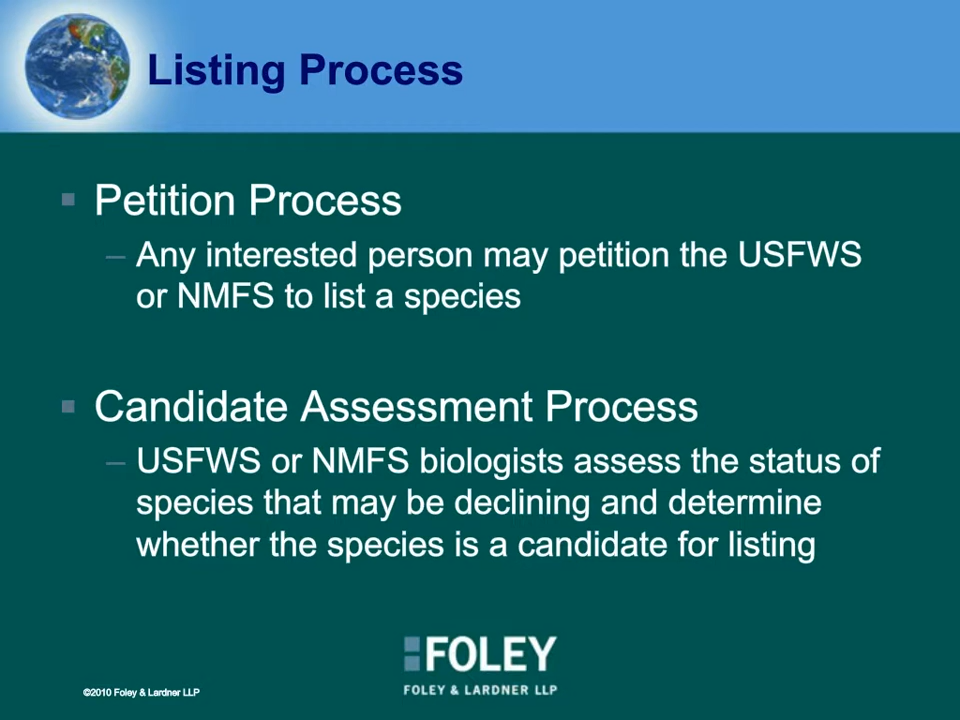 Listing Process
Petition Process
– Any interested person may petition the USFWS
or NMFS to list a species
Candidate Assessment Process
– USFWS or NMFS biologists assess the status of
species that may be declining and determine
whether the species is a candidate for listing
FOLEY
FOLEY & LARDNER LLP
©2010 Foley & Lardner LLP